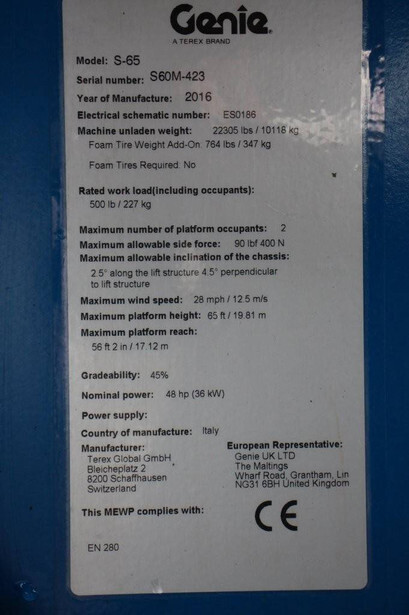 Genie
A TEREX BRAND
Model: S-65
Serial number: S60M-423
Year of Manufacture: 2016
Electrical schematic number: ES0186
Machine unladen weight: 22305 lbs / 10118 kg
Foam Tire Weight Add-On: 764 lbs / 347 kg
Foam Tires Required: No
Rated work load(including occupants):
500 lb / 227 kg
Maximum number of platform occupants: 2
Maximum allowable side force: 90 lbf 400 N
Maximum allowable inclination of the chassis:
2.5° along the lift structure 4.5° perpendicular
to lift structure
Maximum wind speed: 28 mph / 12.5 m/s
Maximum platform height: 65 ft / 19.81 m
Maximum platform reach:
56 ft 2 in / 17.12 m
Gradeability: 45%
Nominal power: 48 hp (36 kW)
Power supply:
Country of manufacture: Italy
Manufacturer:
Terex Global GmbH
Bleicheplatz 2
8200 Schaffhausen
Switzerland
European Representative:
Genie UK LTD
The Maltings
Wharf Road, Grantham, Lin
NG31 6BH United Kingdom
This MEWP complies with:
CE
EN 280